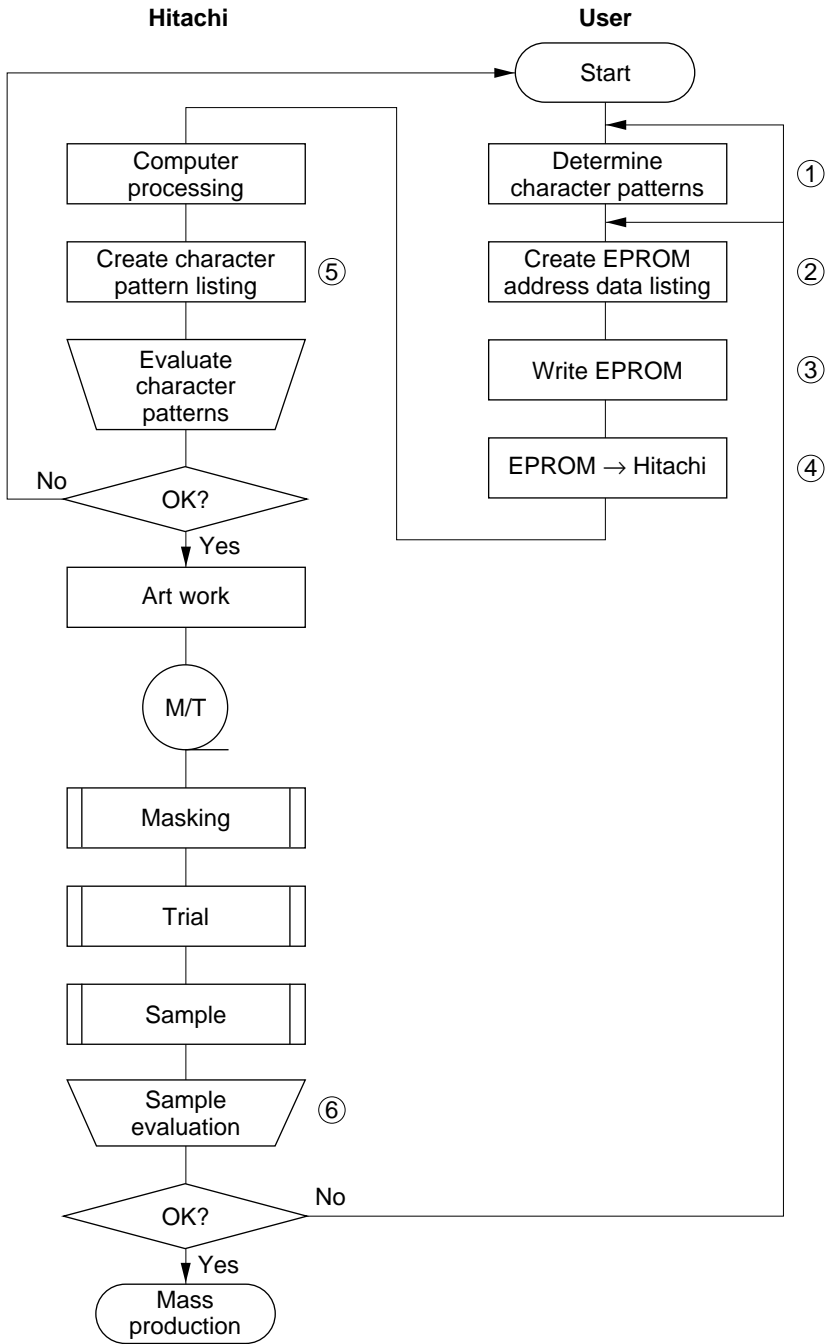 Hitachi
User
Start
Computer
processing
Determine
character patterns
①
Create character
pattern listing
⑤
Create EPROM
address data listing
②
Evaluate
character
patterns
Write EPROM
③
EPROM → Hitachi
④
No
OK?
Yes
Art work
M/T
Masking
Trial
Sample
Sample
evaluation
⑥
No
OK?
Yes
Mass
production